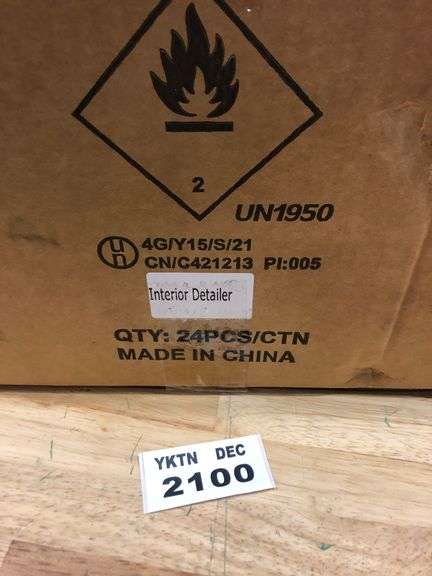 2
UN1950
un
4G/Y15/S/21
CN/C421213 PI:005
Interior Detailer
QTY: 24PCS/CTN
MADE IN CHINA
YKTN DEC
2100